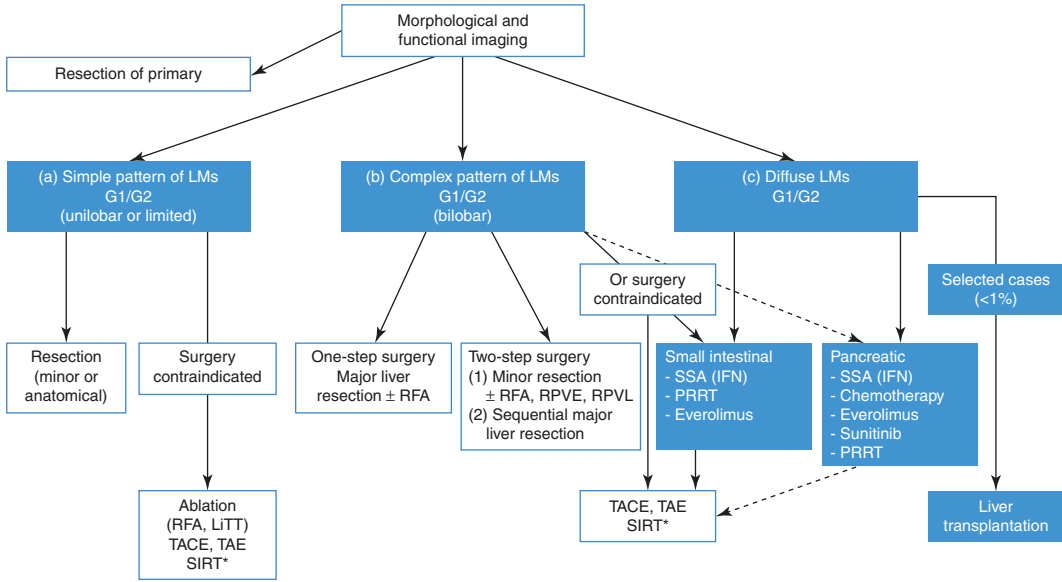 Morphological and
functional imaging
Resection of primary
(a) Simple pattern of LMs
G1/G2
(unilobar or limited)
(b) Complex pattern of LMs
G1/G2
(bilobar)
(c) Diffuse LMs
G1/G2
Or surgery
contraindicated
Selected cases
(<1%)
Resection
(minor or
anatomical)
Surgery
contraindicated
One-step surgery
Major liver
resection ± RFA
Two-step surgery
(1) Minor resection
± RFA, RPVE, RPVL
(2) Sequential major
liver resection
Small intestinal
- SSA (IFN)
- PRRT
- Everolimus
Pancreatic
- SSA (IFN)
- Chemotherapy
- Everolimus
- Sunitinib
- PRRT
Ablation
(RFA, LiTT)
TACE, TAE
SIRT*
TACE, TAE
SIRT*
Liver
transplantation